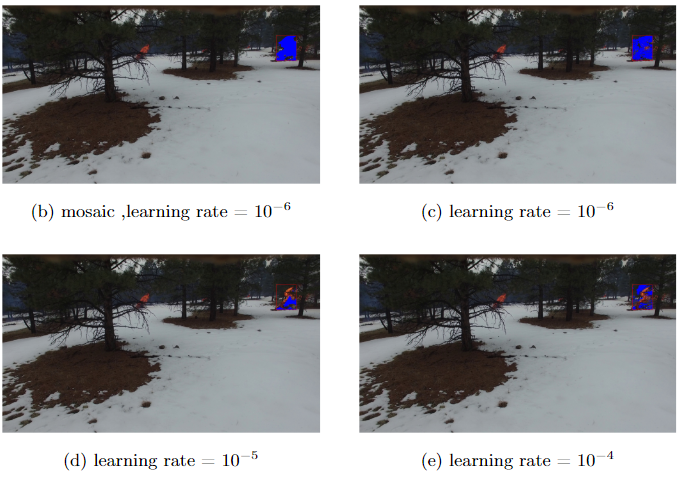 (b) mosaic ,learning rate = 10⁻⁶
(c) learning rate = 10⁻⁶
(d) learning rate = 10⁻⁵
(e) learning rate = 10⁻⁴